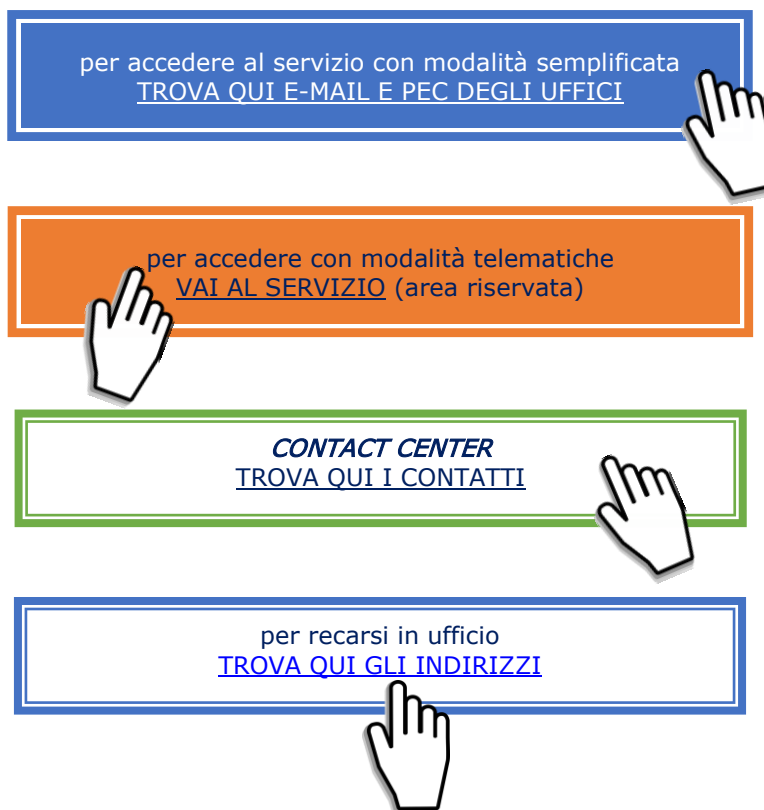 per accedere al servizio con modalità semplificata
TROVA QUI E-MAIL E PEC DEGLI UFFICI
per accedere con modalità telematiche
VAI AL SERVIZIO (area riservata)
CONTACT CENTER
TROVA QUI I CONTATTI
per recarsi in ufficio
TROVA QUI GLI INDIRIZZI